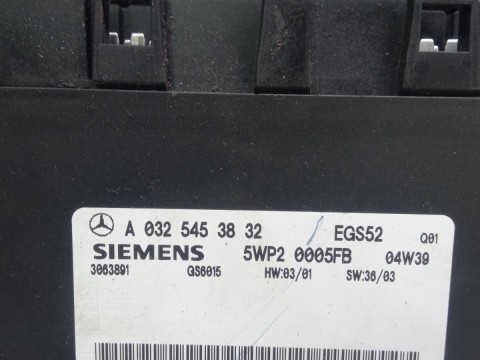 A 032 545 38 32 EGS52 Q01
SIEMENS 5WP2 0005FB 04W39
3063891 GS6015 HW:03/01 SW:36/03